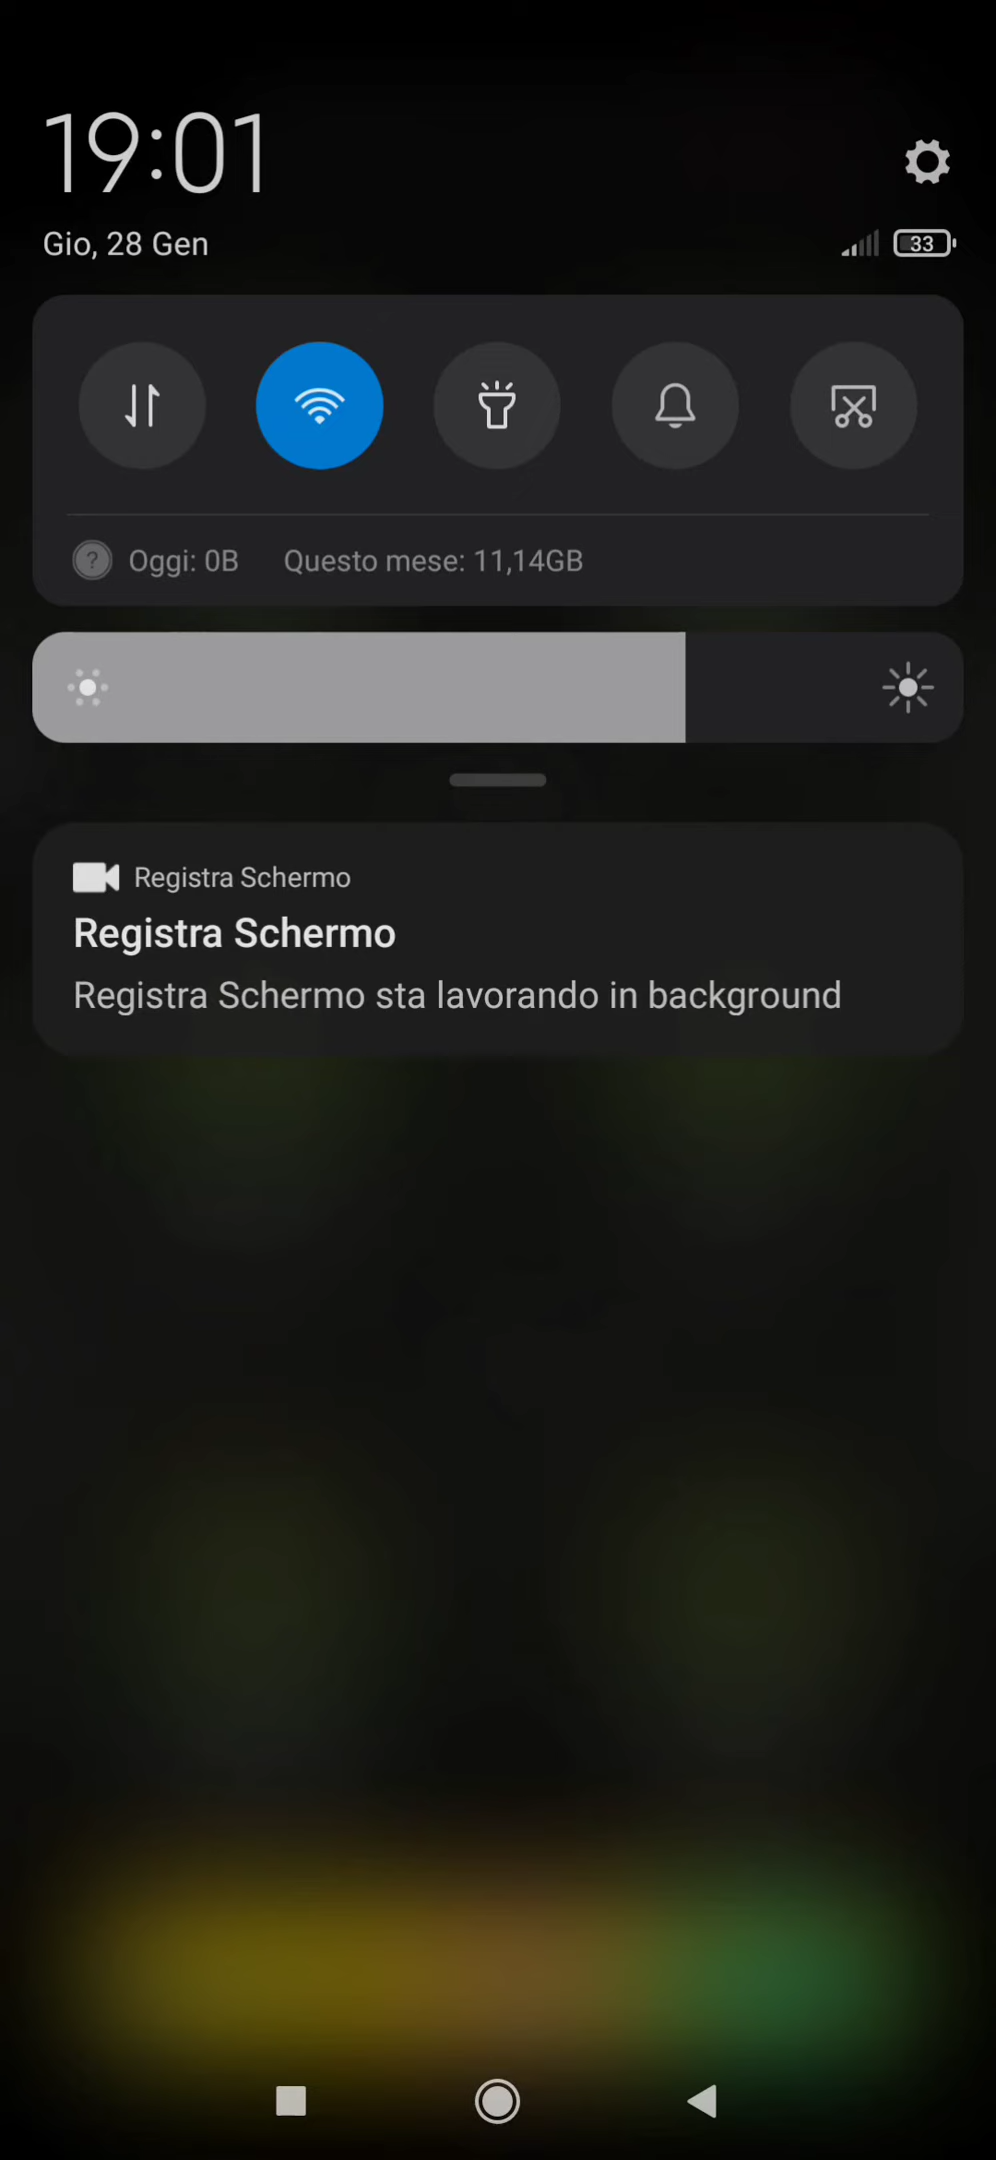 19:01
Gio, 28 Gen
33
Oggi: 0B Questo mese: 11,14GB
Registra Schermo
Registra Schermo
Registra Schermo sta lavorando in background